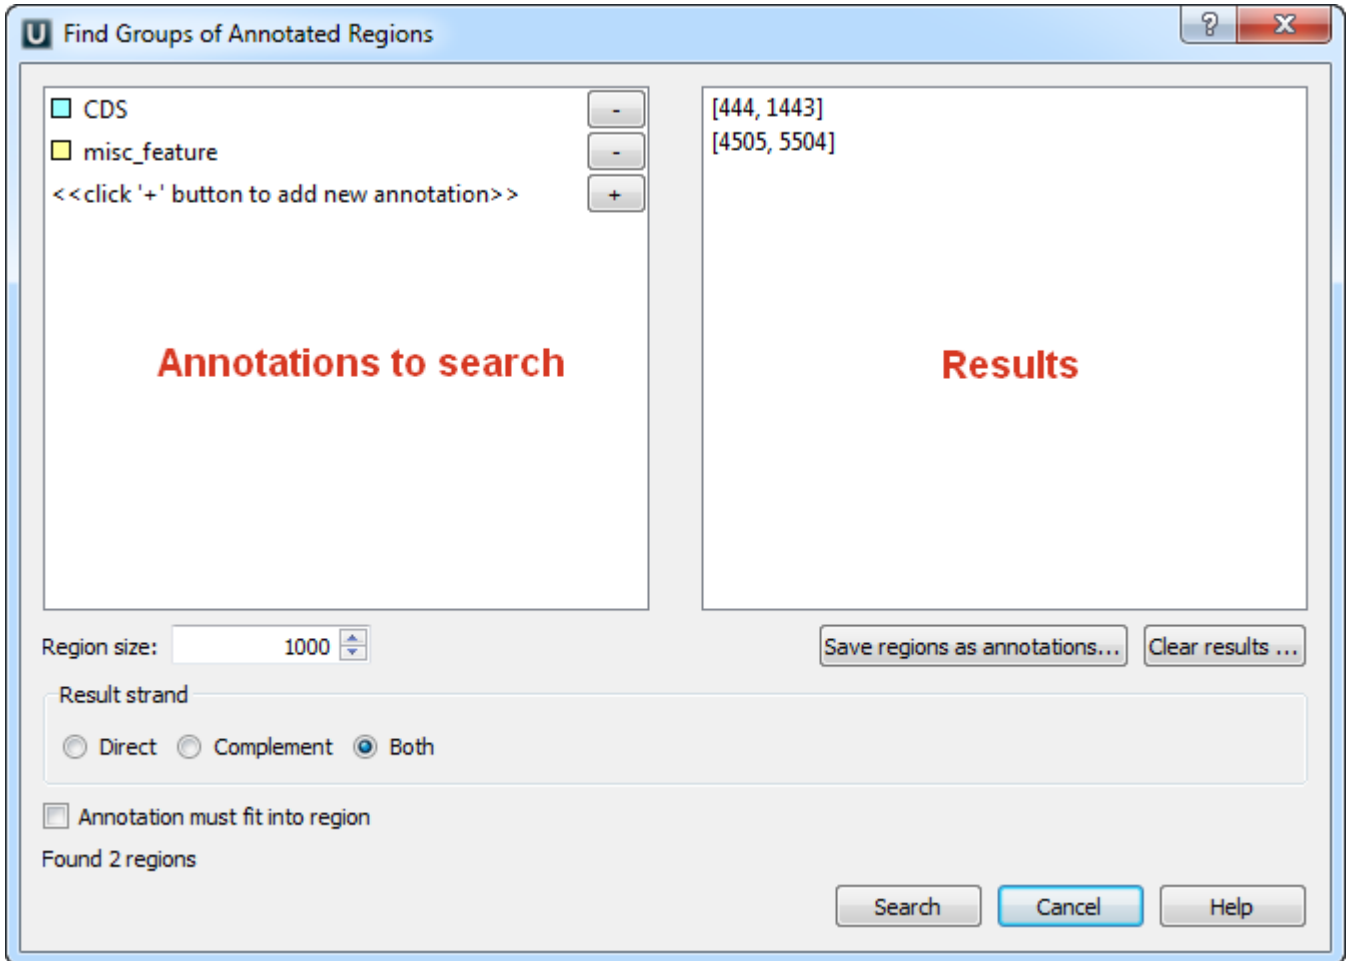 U Find Groups of Annotated Regions ?
CDS -
misc_feature -
<<click '+' button to add new annotation>> +
Annotations to search
[444, 1443]
[4505, 5504]
Results
Region size: 1000
Save regions as annotations... Clear results ...
Result strand
Direct Complement Both
Annotation must fit into region
Found 2 regions
Search Cancel Help